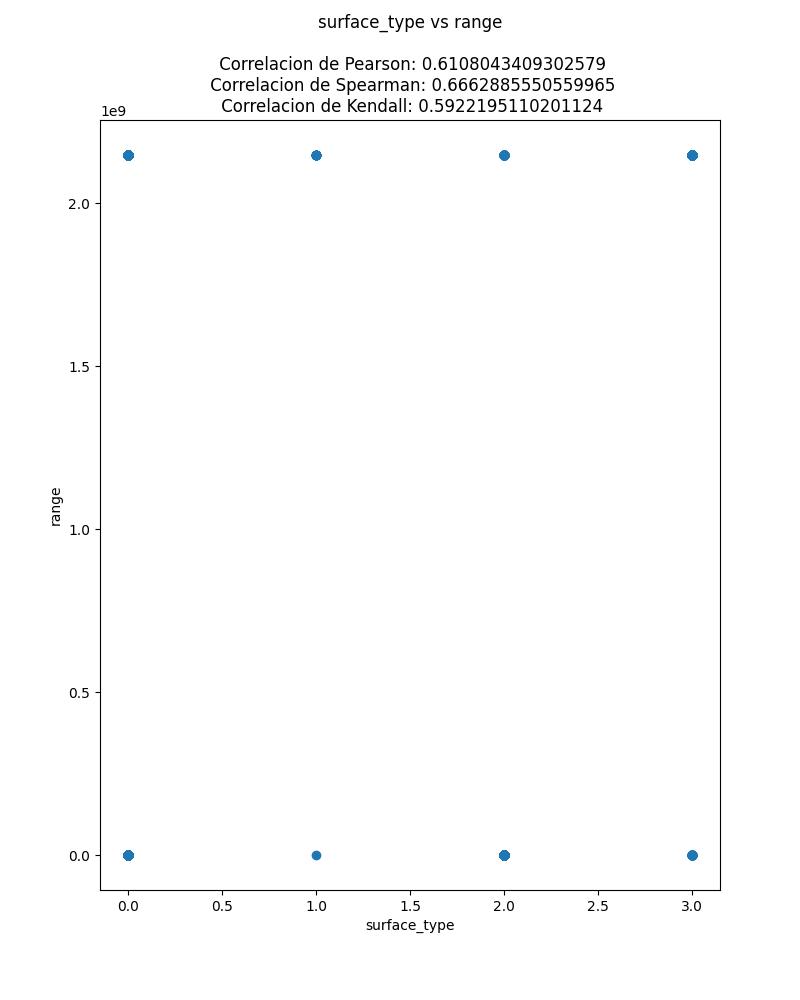 surface_type vs range
Correlacion de Pearson: 0.6108043409302579
Correlacion de Spearman: 0.6662885550559965
Correlacion de Kendall: 0.5922195110201124
1e9
2.0
1.5
1.0
0.5
0.0
range
0.0 0.5 1.0 1.5 2.0 2.5 3.0
surface_type